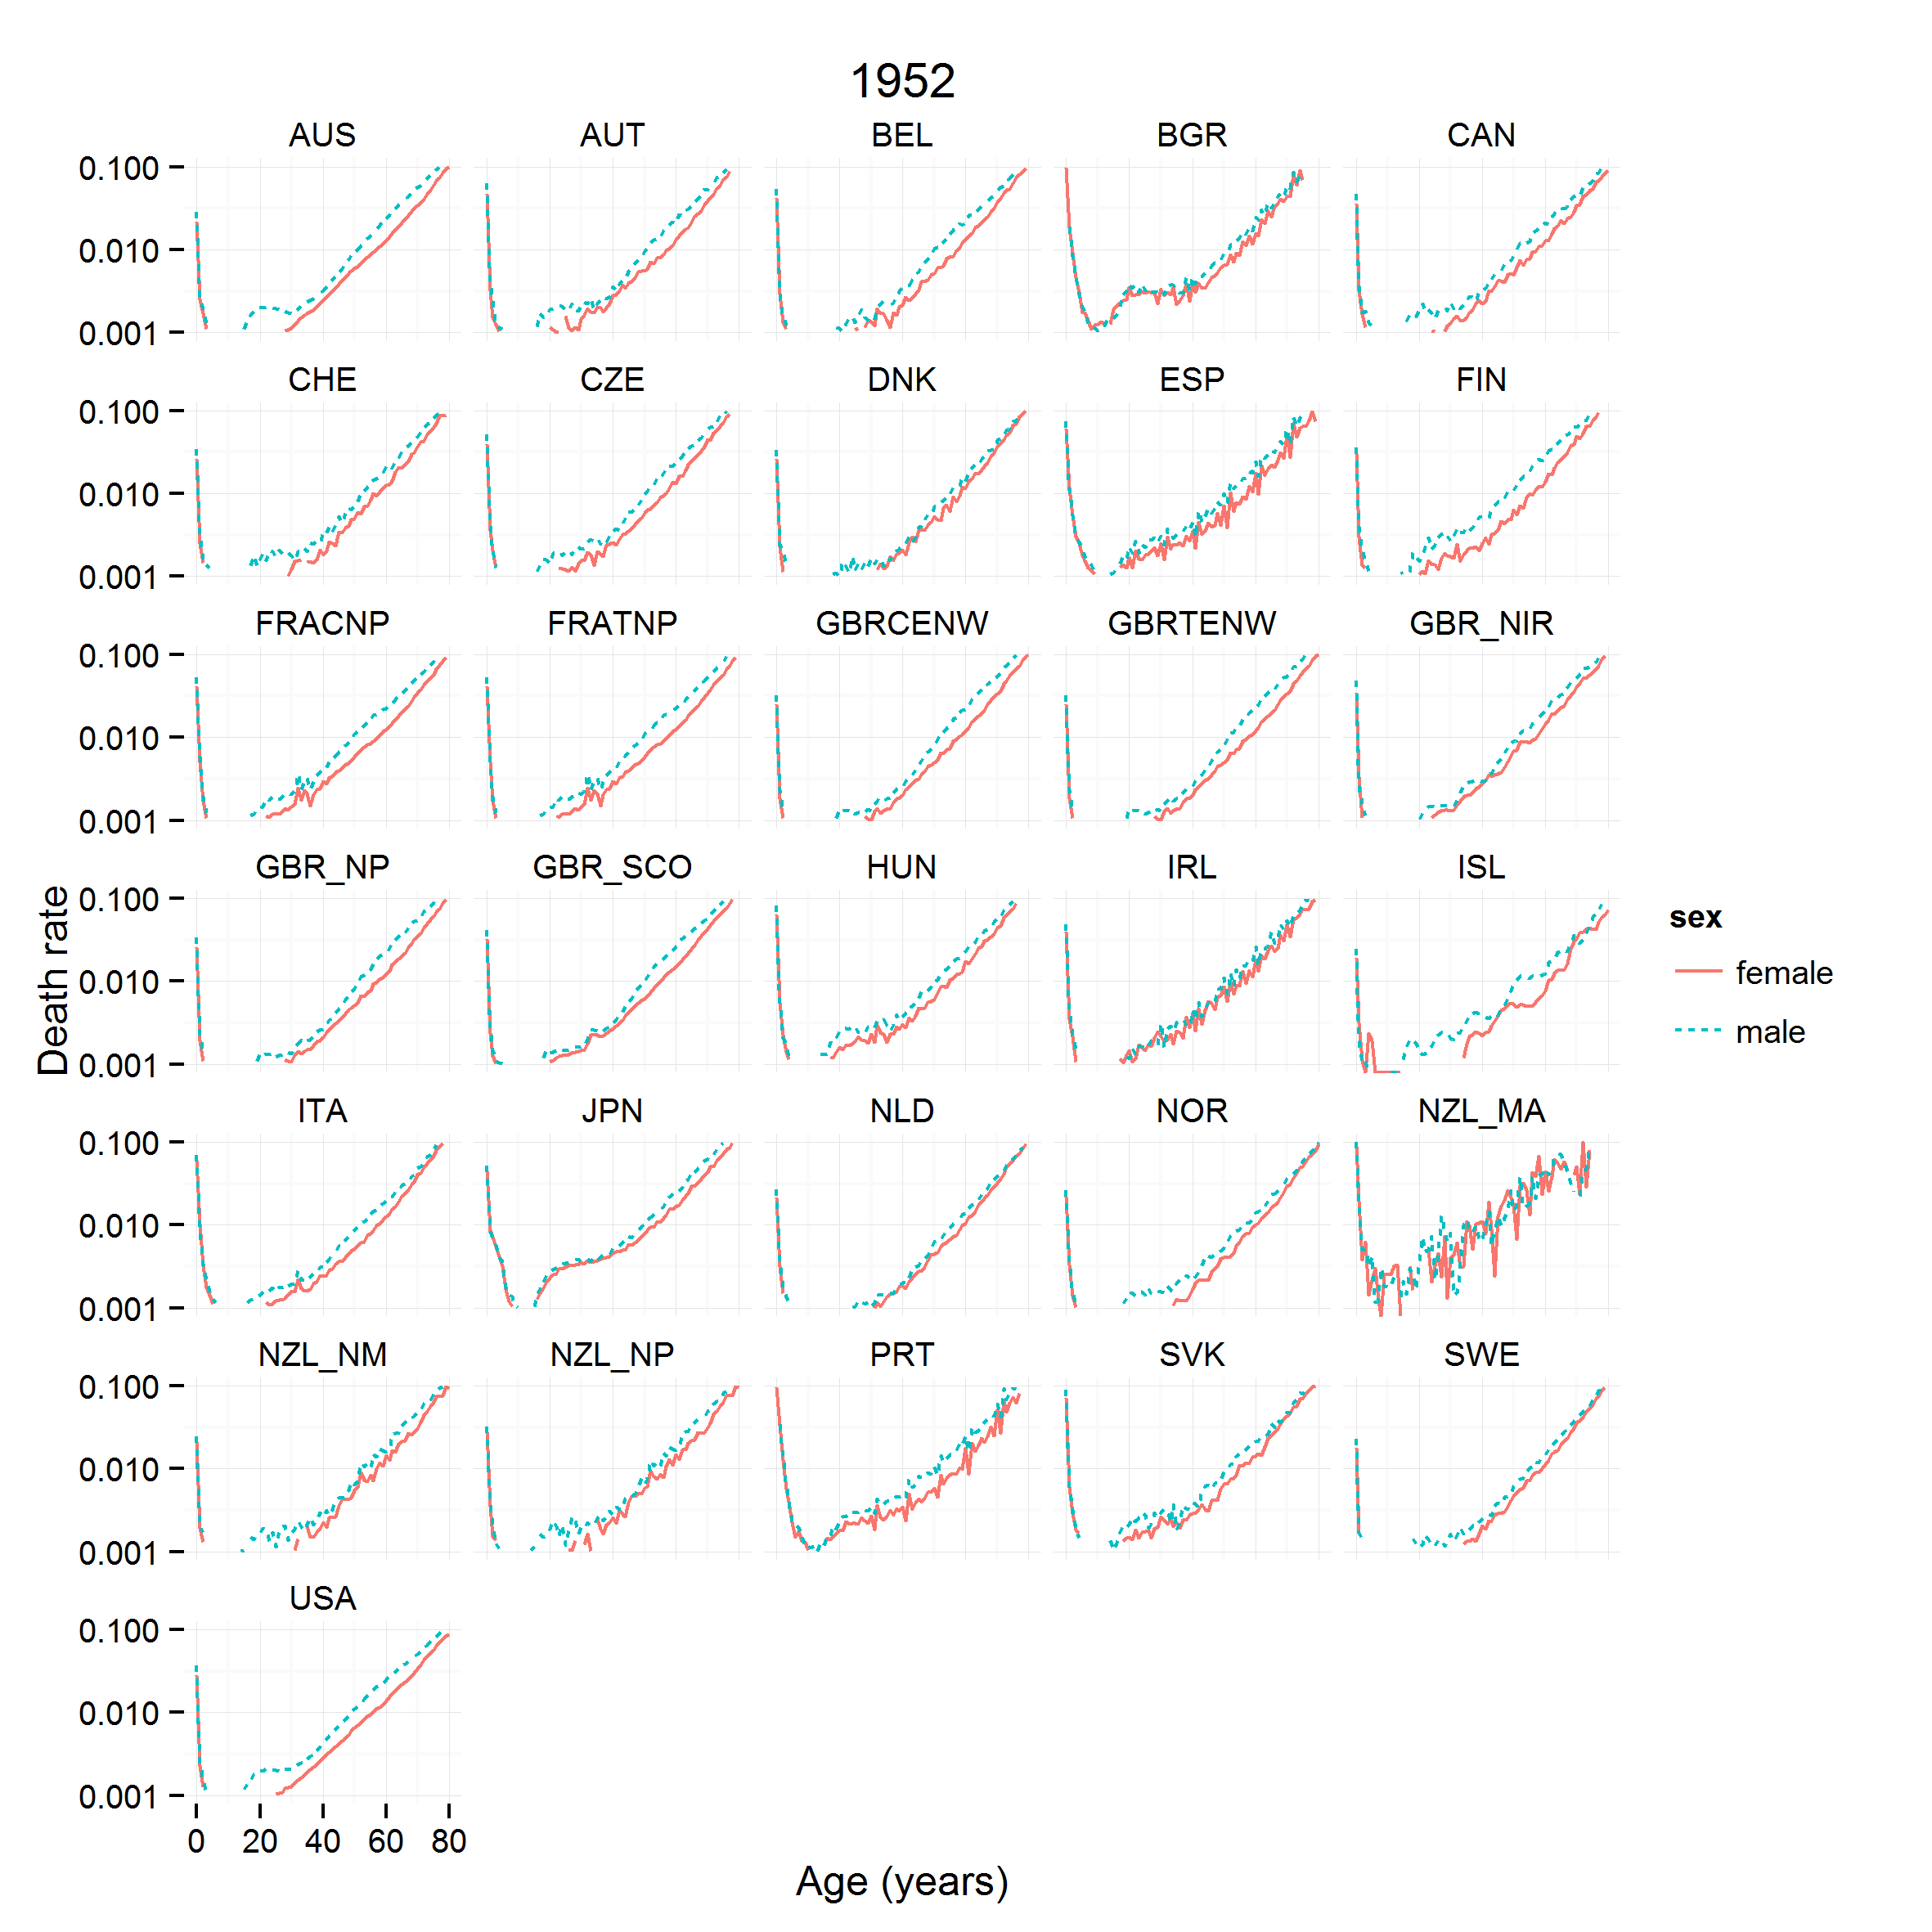 1952
AUS AUT BEL BGR CAN
0.100
0.010
0.001
CHE CZE DNK ESP FIN
0.100
0.010
0.001
FRACNP FRATNP GBRCENW GBRTENW GBR_NIR
0.100
0.010
0.001
GBR_NP GBR_SCO HUN IRL ISL
0.100
0.010
0.001
ITA JPN NLD NOR NZL_MA
0.100
0.010
0.001
NZL_NM NZL_NP PRT SVK SWE
0.100
0.010
0.001
USA
0.100
0.010
0.001
0 20 40 60 80
Age (years)
Death rate
sex
female
male